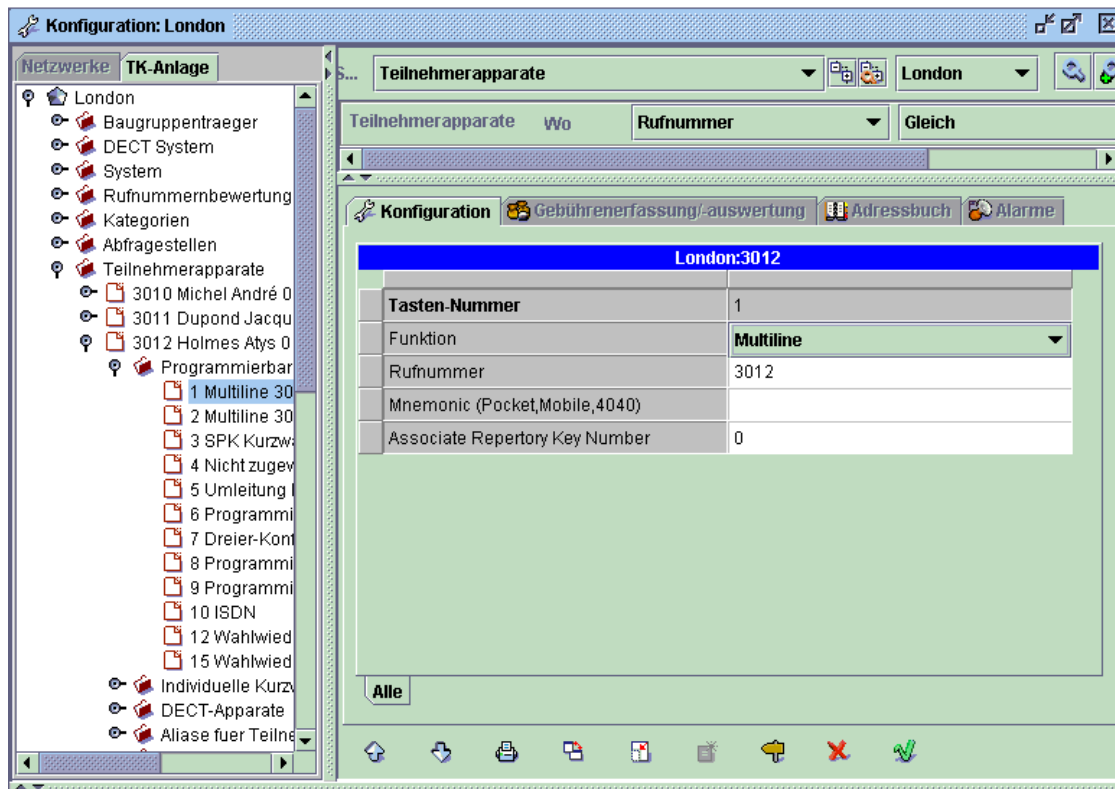 Konfiguration: London
Netzwerke TK-Anlage
London
Baugruppentraeger
DECT System
System
Rufnummernbewertung
Kategorien
Abfragestellen
Teilnehmerapparate
3010 Michel André 0
3011 Dupond Jacqu
3012 Holmes Atys 0
Programmierbar
1 Multiline 30
2 Multiline 30
3 SPK Kurzw
4 Nicht zugew
5 Umleitung
6 Programmi
7 Dreier-Kont
8 Programmi
9 Programmi
10 ISDN
12 Wahlwied
15 Wahlwied
Individuelle Kurzw
DECT-Apparate
Aliase fuer Teilne
S... Teilnehmerapparate London
Teilnehmerapparate Wo Rufnummer Gleich
Konfiguration Gebührenerfassung/-auswertung Adressbuch Alarme
London:3012
Tasten-Nummer 1
Funktion Multiline
Rufnummer 3012
Mnemonic (Pocket,Mobile,4040)
Associate Repertory Key Number 0
Alle